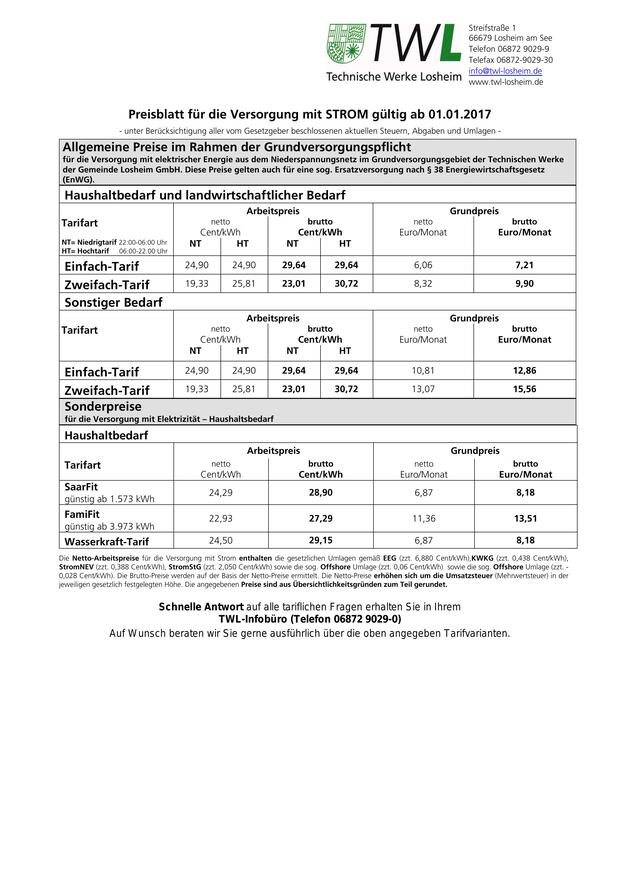 TWL
Technische Werke Losheim
Streifstraße 1
66679 Losheim am See
Telefon 06872 9029-9
Telefax 06872-9029-30
info@twl-losheim.de
www.twl-losheim.de
Preisblatt für die Versorgung mit STROM gültig ab 01.01.2017
- unter Berücksichtigung aller vom Gesetzgeber beschlossenen aktuellen Steuern, Abgaben und Umlagen -
Allgemeine Preise im Rahmen der Grundversorgungspflicht
für die Versorgung mit elektrischer Energie aus dem Niederspannungsnetz im Grundversorgungsgebiet der Technischen Werke
der Gemeinde Losheim GmbH. Diese Preise gelten auch für eine sog. Ersatzversorgung nach § 38 Energiewirtschaftsgesetz
(EnWG).
Haushaltbedarf und landwirtschaftlicher Bedarf
Arbeitspreis Grundpreis
Tarifart netto brutto netto brutto
Cent/kWh Cent/kWh Euro/Monat Euro/Monat
NT= Niedrigtarif 22:00-06:00 Uhr NT HT NT HT
HT= Hochtarif 06:00-22.00 Uhr
Einfach-Tarif 24,90 24,90 29,64 29,64 6,06 7,21
Zweifach-Tarif 19,33 25,81 23,01 30,72 8,32 9,90
Sonstiger Bedarf
Arbeitspreis Grundpreis
Tarifart netto brutto netto brutto
Cent/kWh Cent/kWh Euro/Monat Euro/Monat
NT HT NT HT
Einfach-Tarif 24,90 24,90 29,64 29,64 10,81 12,86
Zweifach-Tarif 19,33 25,81 23,01 30,72 13,07 15,56
Sonderpreise
für die Versorgung mit Elektrizität – Haushaltsbedarf
Haushaltbedarf
Arbeitspreis Grundpreis
Tarifart netto brutto netto brutto
Cent/kWh Cent/kWh Euro/Monat Euro/Monat
SaarFit 24,29 28,90 6,87 8,18
günstig ab 1.573 kWh
FamiFit 22,93 27,29 11,36 13,51
günstig ab 3.973 kWh
Wasserkraft-Tarif 24,50 29,15 6,87 8,18
Die Netto-Arbeitspreise für die Versorgung mit Strom enthalten die gesetzlichen Umlagen gemäß EEG (zzt. 6,880 Cent/kWh),KWKG (zzt. 0,438 Cent/kWh),
StromNEV (zzt. 0,388 Cent/kWh), StromStG (zzt. 2,050 Cent/kWh) sowie die sog. Offshore Umlage (zzt. 0,06 Cent/kWh) sowie die sog. Offshore Umlage (zzt. -
0,028 Cent/kWh). Die Brutto-Preise werden auf der Basis der Netto-Preise ermittelt. Die Netto-Preise erhöhen sich um die Umsatzsteuer (Mehrwertsteuer) in der
jeweiligen gesetzlich festgelegten Höhe. Die angegebenen Preise sind aus Übersichtlichkeitsgründen zum Teil gerundet.
Schnelle Antwort auf alle tariflichen Fragen erhalten Sie in Ihrem
TWL-Infobüro (Telefon 06872 9029-0)
Auf Wunsch beraten wir Sie gerne ausführlich über die oben angegeben Tarifvarianten.